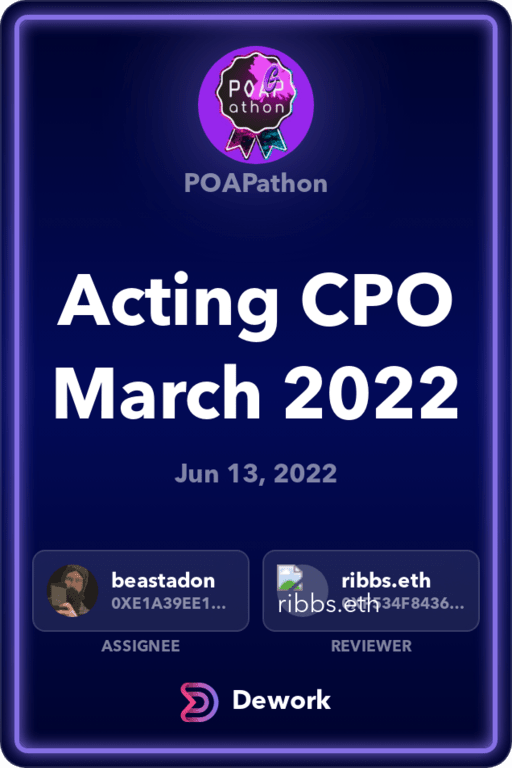 POAP
athon
POAPathon
Acting CPO
March 2022
Jun 13, 2022
beastadon
0XE1A39EE1...
ribbs.eth
ribbs.eth
534F8436...
ASSIGNEE
REVIEWER
Dework